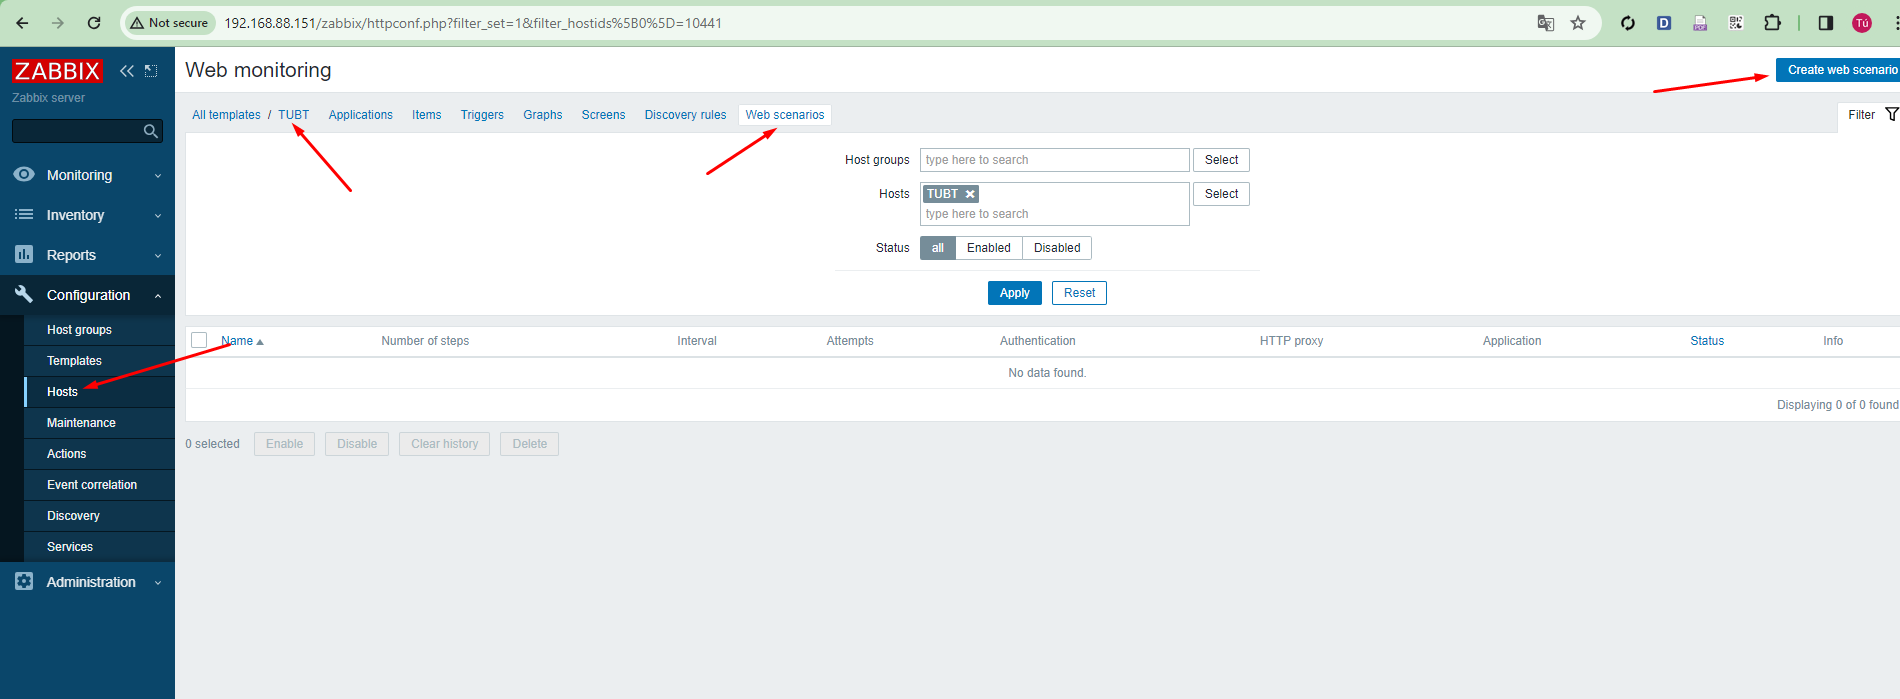 Not secure 192.168.88.151/zabbix/httpconf.php?filter_set=1&filter_hostids%5B0%5D=10441
D PDF Tú
ZABBIX
Zabbix server
Monitoring
Inventory
Reports
Configuration
Host groups
Templates
Hosts
Maintenance
Actions
Event correlation
Discovery
Services
Administration
Web monitoring
Create web scenario
All templates / TUBT Applications Items Triggers Graphs Screens Discovery rules Web scenarios
Filter
Host groups type here to search Select
Hosts TUBT Select
type here to search
Status all Enabled Disabled
Apply Reset
Name Number of steps Interval Attempts Authentication HTTP proxy Application Status Info
No data found.
Displaying 0 of 0 found
0 selected Enable Disable Clear history Delete